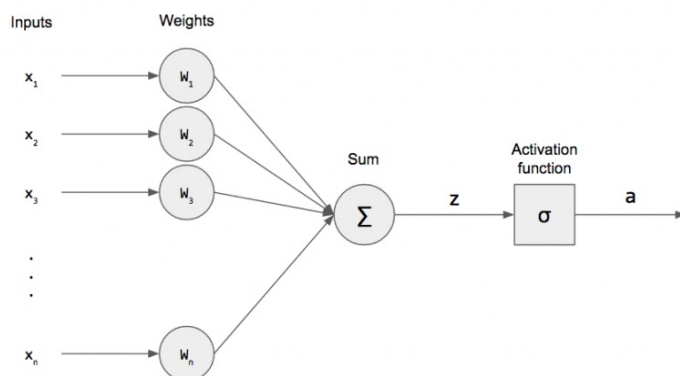 Inputs
Weights
x₁
W₁
x₂
W₂
x₃
W₃
Sum
Σ
z
Activation
function
σ
a
.
.
.
xₙ
Wₙ